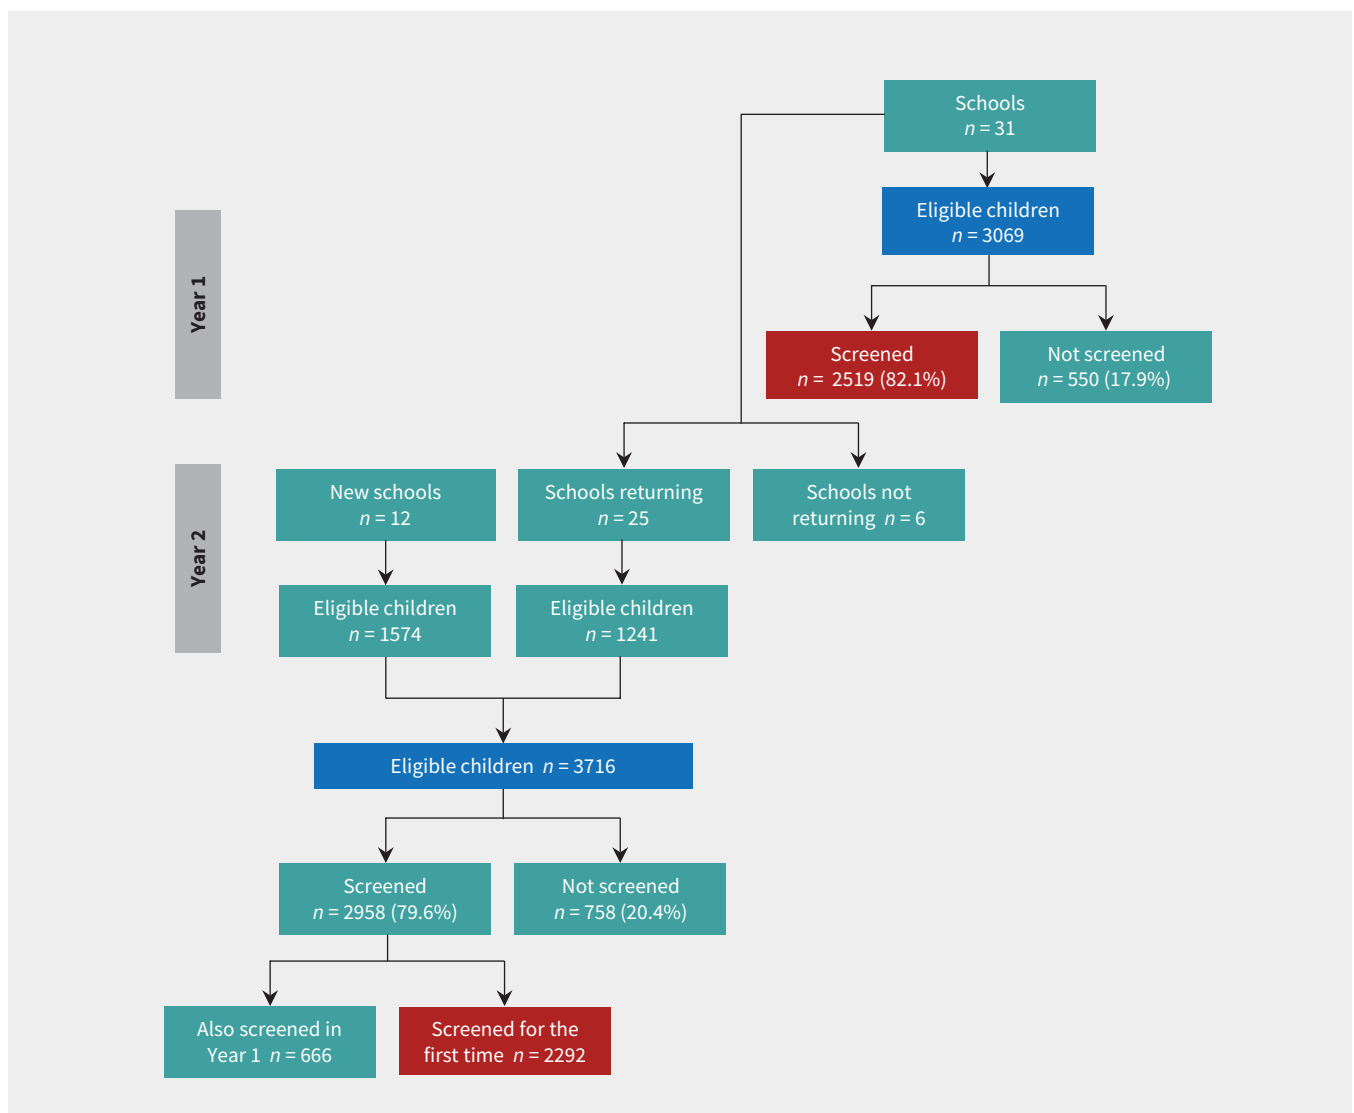 Schools
n = 31
Eligible children
n = 3069
Year 1
Screened
n = 2519 (82.1%)
Not screened
n = 550 (17.9%)
Year 2
New schools
n = 12
Schools returning
n = 25
Schools not
returning n = 6
Eligible children
n = 1574
Eligible children
n = 1241
Eligible children n = 3716
Screened
n = 2958 (79.6%)
Not screened
n = 758 (20.4%)
Also screened in
Year 1 n = 666
Screened for the
first time n = 2292